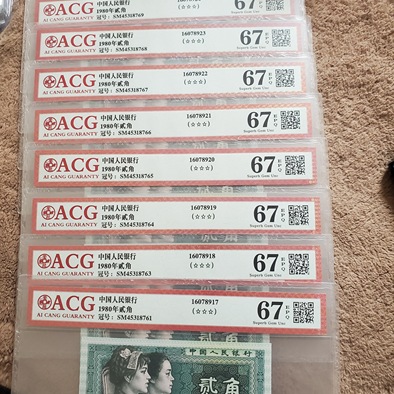 ACG
AI CANG GUARANTY
1980年贰角
冠号: SM45318769
67 EPQ
ACG
AI CANG GUARANTY
中国人民银行
1980年贰角
冠号: SM45318768
16078923
(☆☆☆)
67 EPQ
Superb Gem Unc
ACG
AI CANG GUARANTY
中国人民银行
1980年贰角
冠号: SM45318767
16078922
(☆☆☆)
67 EPQ
Superb Gem Unc
ACG
AI CANG GUARANTY
中国人民银行
1980年贰角
冠号: SM45318766
16078921
(☆☆☆)
67 EPQ
Superb Gem Unc
ACG
AI CANG GUARANTY
中国人民银行
1980年贰角
冠号: SM45318765
16078920
(☆☆☆)
67 EPQ
Superb Gem Unc
ACG
AI CANG GUARANTY
中国人民银行
1980年贰角
冠号: SM45318764
16078919
(☆☆☆)
67 EPQ
Superb Gem Unc
ACG
AI CANG GUARANTY
中国人民银行
1980年贰角
冠号: SM45318763
16078918
(☆☆☆)
67 EPQ
Superb Gem Unc
ACG
AI CANG GUARANTY
中国人民银行
1980年贰角
冠号: SM45318761
16078917
(☆☆☆)
67 EPQ
Superb Gem Unc
中国人民银行
贰角